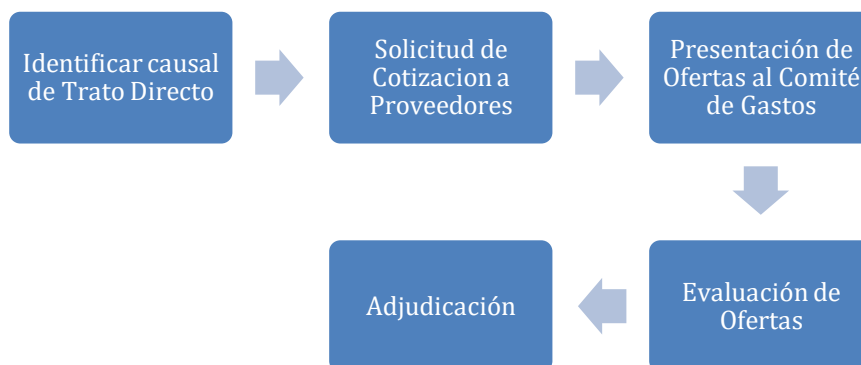 Identificar causal
de Trato Directo
Solicitud de
Cotizacion a
Proveedores
Presentación de
Ofertas al Comité
de Gastos
Evaluación de
Ofertas
Adjudicación